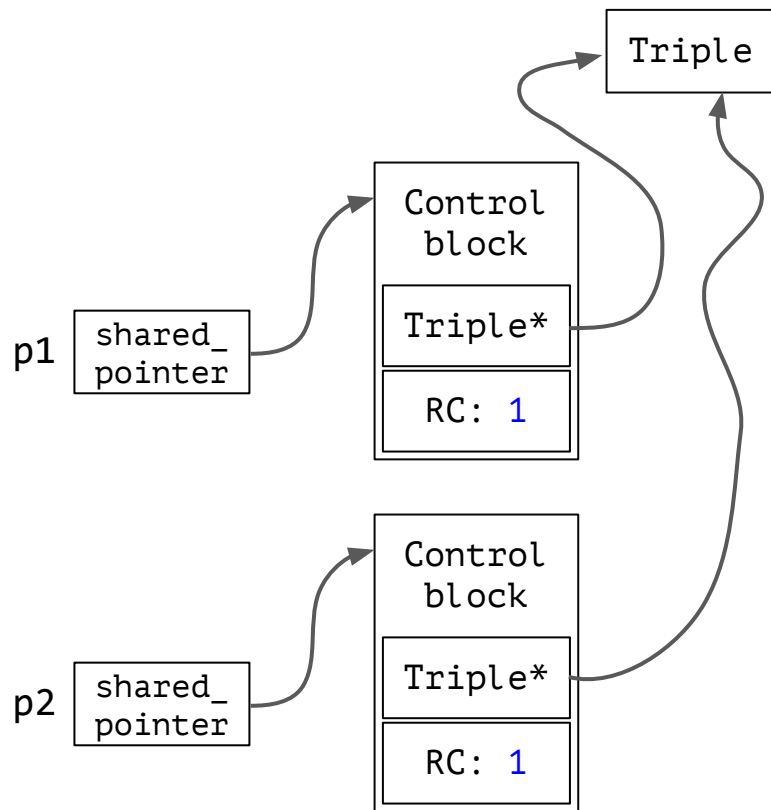 Triple
Control
block
Triple*
RC: 1
p1
shared_
pointer
Control
block
Triple*
RC: 1
p2
shared_
pointer